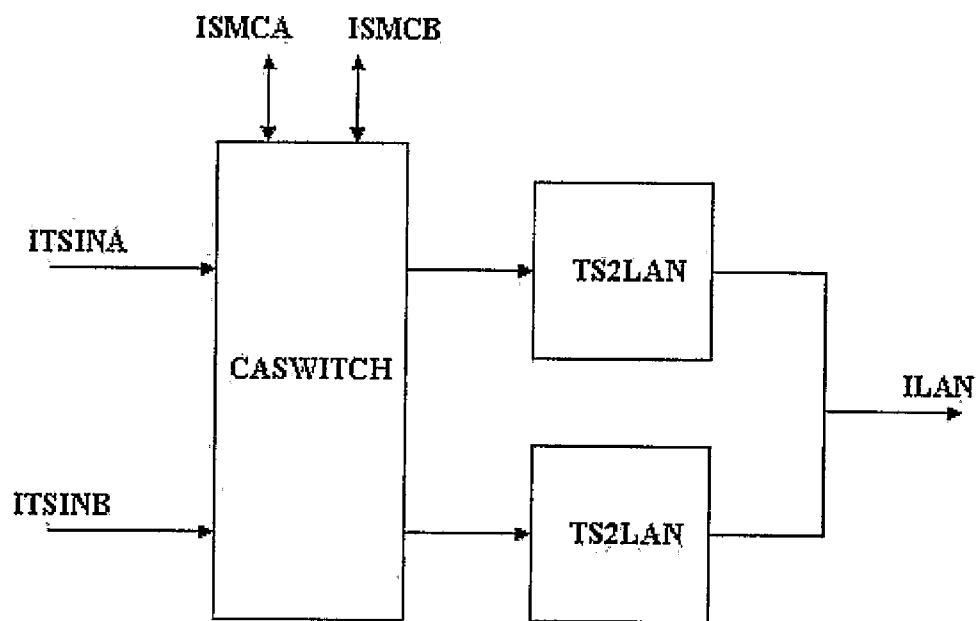 ISMCA ISMCB
ITSINA
TS2LAN
CASWITCH
ILAN
ITSINB
TS2LAN